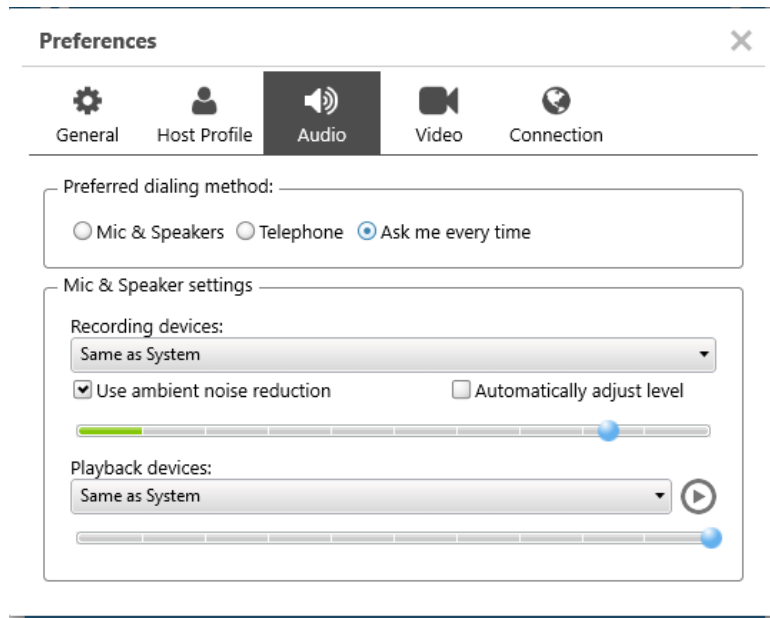 Preferences
General Host Profile Audio Video Connection
Preferred dialing method:
Mic & Speakers Telephone Ask me every time
Mic & Speaker settings
Recording devices:
Same as System
Use ambient noise reduction Automatically adjust level
Playback devices:
Same as System